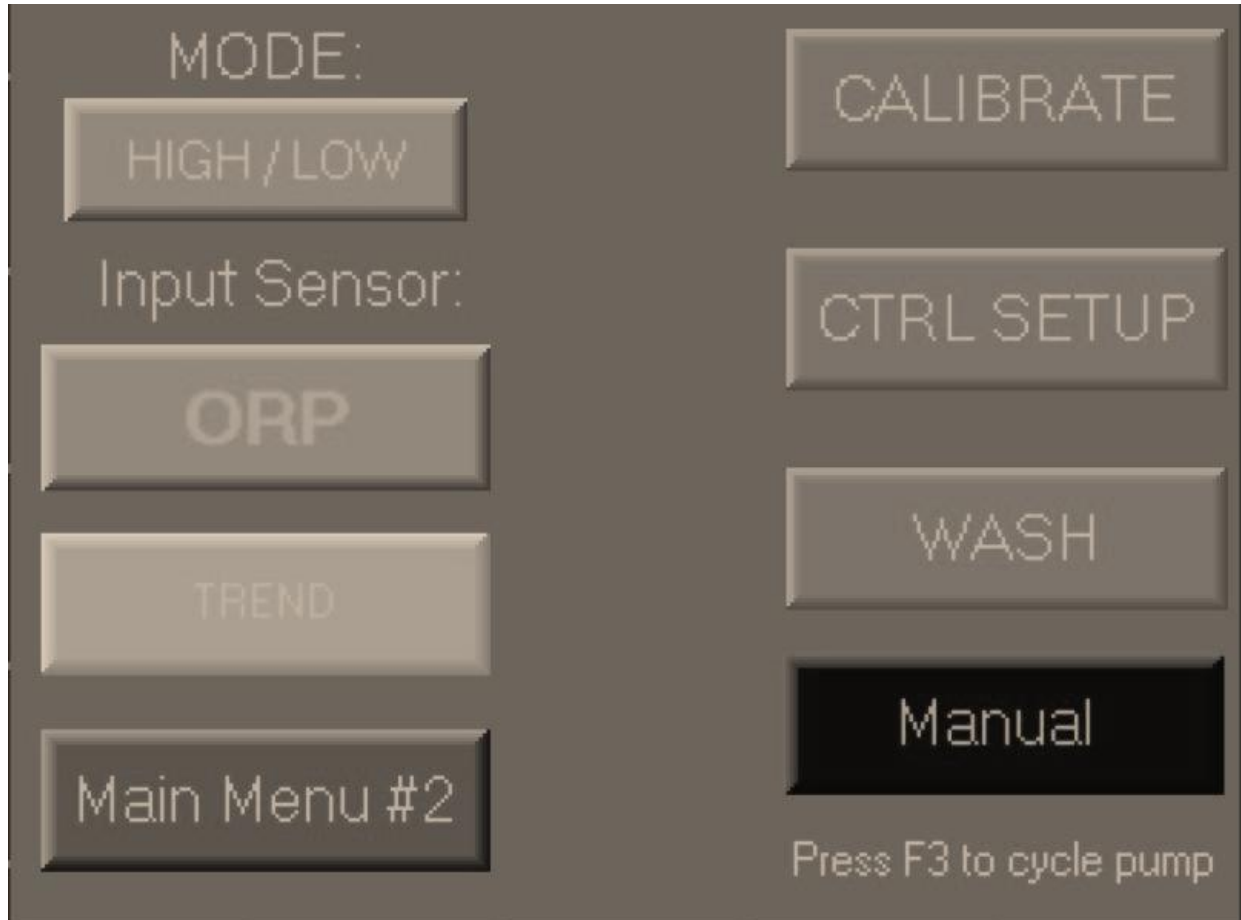 MODE:
HIGH / LOW
Input Sensor:
ORP
TREND
Main Menu #2
CALIBRATE
CTRL SETUP
WASH
Manual
Press F3 to cycle pump